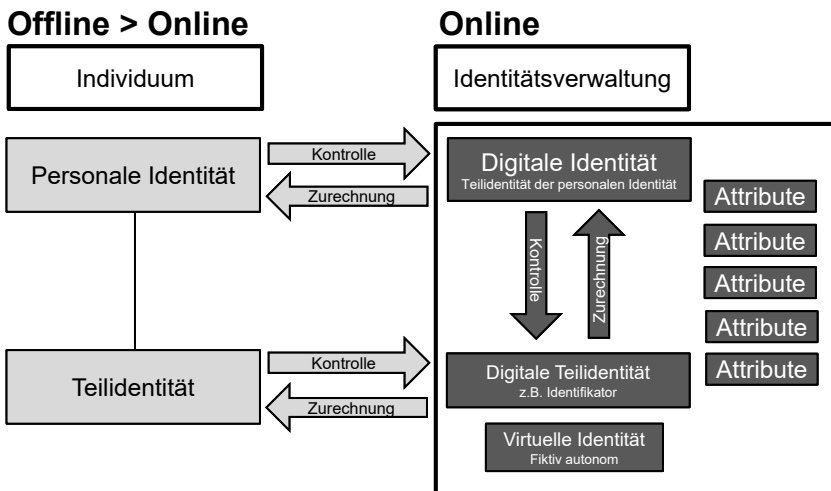 Offline > Online
Online
Individuum
Identitätsverwaltung
Personale Identität
Kontrolle
Zurechnung
Digitale Identität
Teilidentität der personalen Identität
Attribute
Attribute
Attribute
Attribute
Attribute
Kontrolle
Zurechnung
Teilidentität
Kontrolle
Zurechnung
Digitale Teilidentität
z.B. Identifikator
Virtuelle Identität
Fiktiv autonom